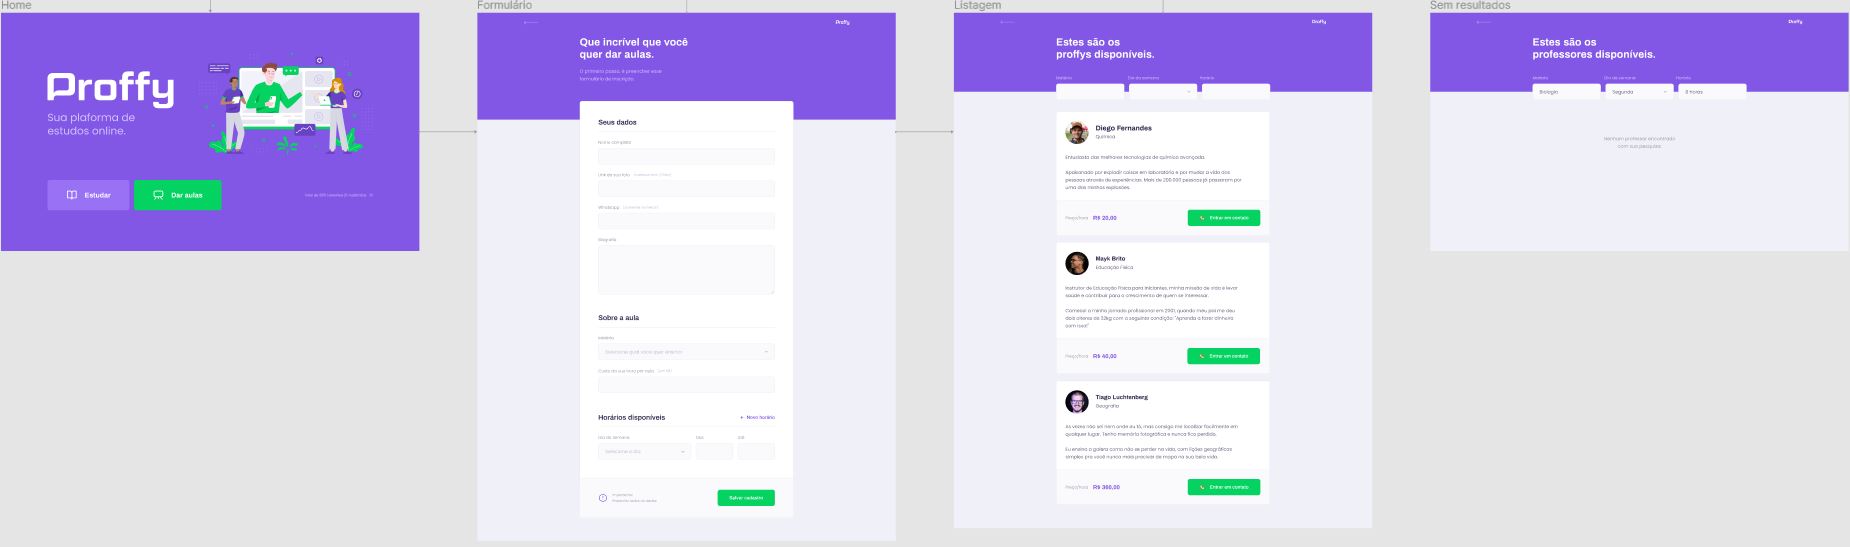 Home
Proffy
Sua plaforma de
estudos online.
Estudar
Dar aulas
Formulário
Proffy
Que incrível que você
quer dar aulas.
O primeiro passo, é preencher esse
formulário de inscrição.
Seus dados
Nome completo
Link da sua foto
Whatsapp
Biografia
Sobre a aula
Matéria
Selecione qual você quer ensinar
Custo da sua hora por aula
Horários disponíveis
+ Novo horário
Dia da semana
Selecione o dia
Das
Até
Importante!
Preencha todos os dados
Salvar cadastro
Listagem
Proffy
Estes são os
proffys disponíveis.
Matéria
Dia da semana
Horário
Diego Fernandes
Química
Entusiasta das melhores tecnologias de química avançada.
Apaixonado por explodir coisas em laboratório e por mudar a vida das
pessoas através de experiências. Mais de 200.000 pessoas já passaram por
uma das minhas explosões.
Preço/hora
R$ 20,00
Entrar em contato
Mayk Brito
Educação Física
Instrutor de Educação Física para iniciantes, minha missão de vida é levar
saúde e contribuir para o crescimento de quem se interessar.
Comecei a minha jornada profissional em 2001, quando meu pai me deu
dois alteres de 32kg com a seguinte condição: "Aprenda a fazer dinheiro
com isso!"
Preço/hora
R$ 40,00
Entrar em contato
Tiago Luchtenberg
Geografia
As vezes não sei nem onde eu tô, mas consigo me localizar facilmente em
qualquer lugar. Tenho memória fotográfica e nunca fico perdido.
Eu ensino a galera como não se perder na vida, com lições geográficas
simples pra você nunca mais precisar de mapa na sua bela vida.
Preço/hora
Entrar em contato
Sem resultados
Proffy
Estes são os
professores disponíveis.
Matéria
Dia da semana
Horário
Biologia
Segunda
8 horas
Nenhum professor encontrado
com sua pesquisa